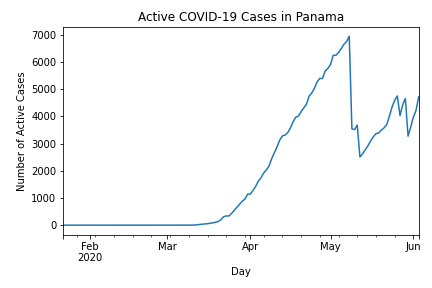 Active COVID-19 Cases in Panama
7000
6000
5000
4000
3000
2000
1000
0
Number of Active Cases
Feb
2020
Mar
Apr
May
Jun
Day